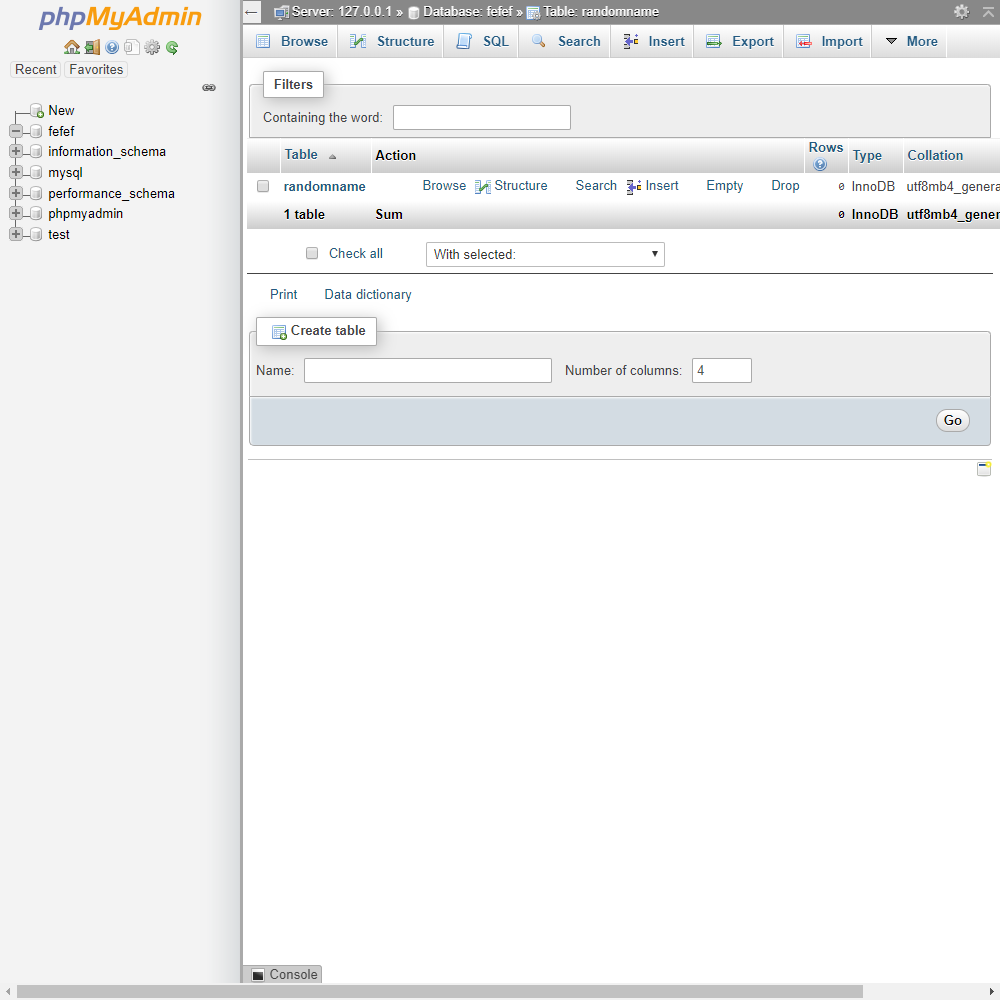 phpMyAdmin
Recent Favorites
New
fefef
information_schema
mysql
performance_schema
phpmyadmin
test
← Server: 127.0.0.1 » Database: fefef » Table: randomname
Browse Structure SQL Search Insert Export Import More
Filters
Containing the word:
Table Action Rows Type Collation
randomname Browse Structure Search Insert Empty Drop 0 InnoDB utf8mb4_genera
1 table Sum 0 InnoDB utf8mb4_gener
Check all With selected:
Print Data dictionary
Create table
Name: Number of columns: 4
Go
Console